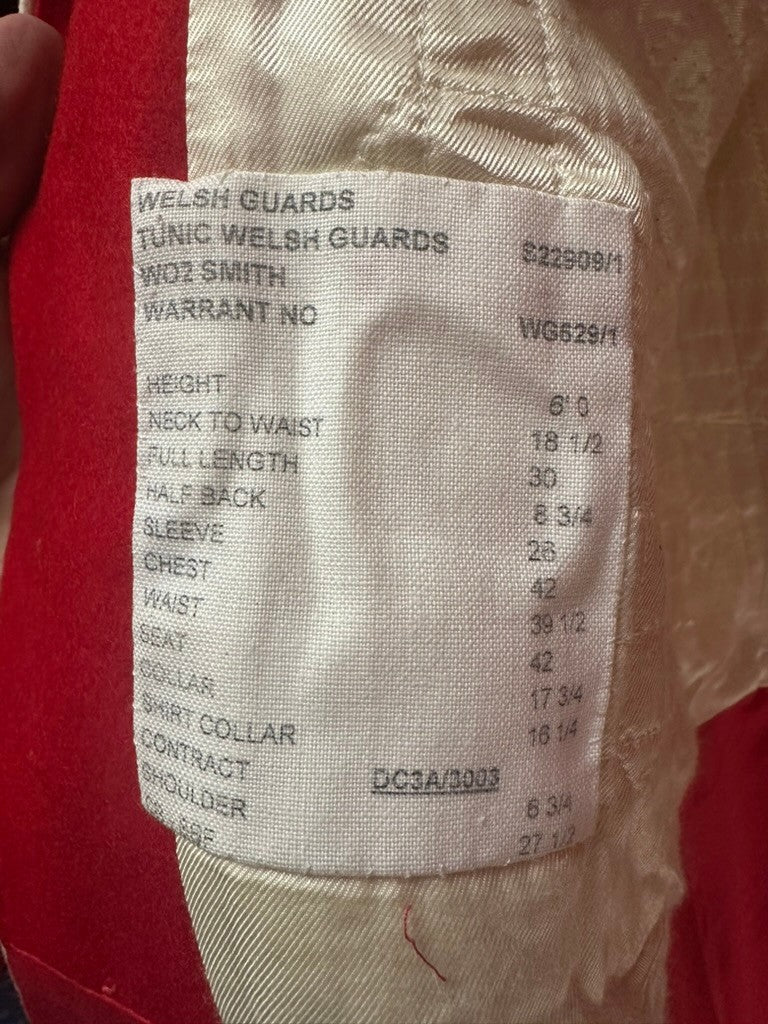 WELSH GUARDS
TUNIC WELSH GUARDS S22909/1
WO2 SMITH
WARRANT NO WG629/1
HEIGHT 6' 0
NECK TO WAIST 18 1/2
FULL LENGTH 30
HALF BACK 8 3/4
SLEEVE 26
CHEST 42
WAIST 39 1/2
SEAT 42
COLLAR 17 3/4
SHIRT COLLAR 16 1/4
CONTRACT DC3A/3003
SHOULDER 6 3/4
27 1/2